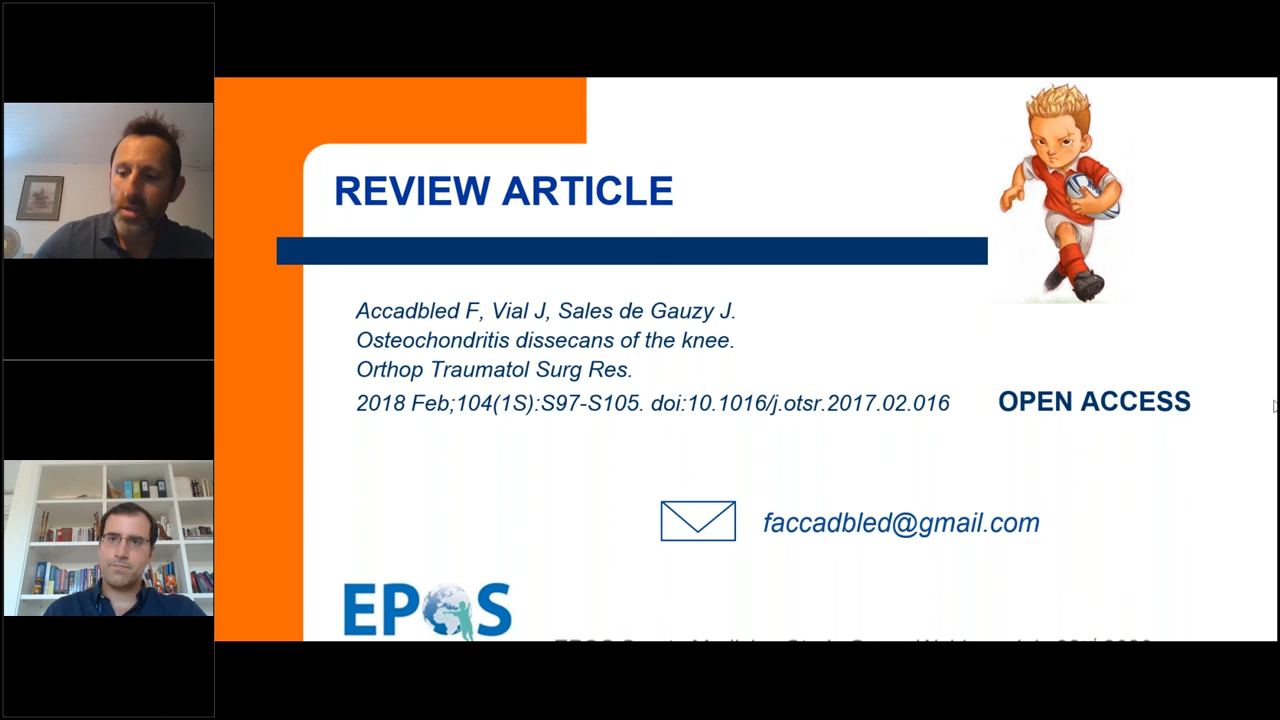 REVIEW ARTICLE
Accadbled F, Vial J, Sales de Gauzy J.
Osteochondritis dissecans of the knee.
Orthop Traumatol Surg Res.
2018 Feb;104(1S):S97-S105. doi:10.1016/j.otsr.2017.02.016
OPEN ACCESS
faccadbled@gmail.com
EPOS